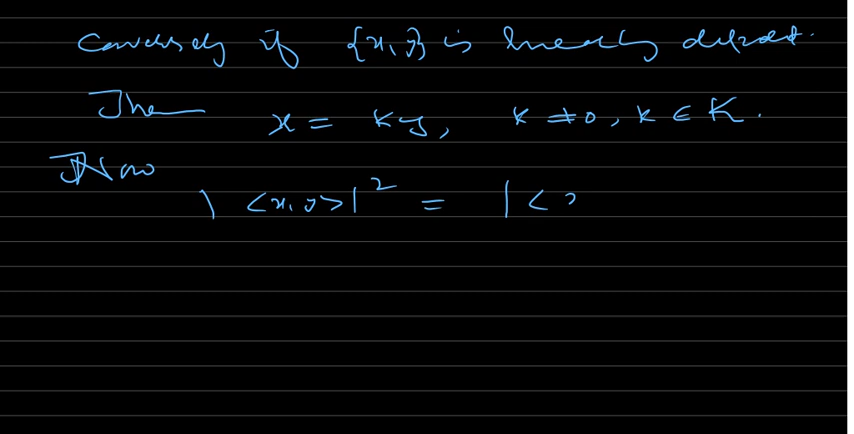 Conversely if {x, y} is linearly dependent.
Then x = ky, k ≠ 0, k ∈ K.
Now
| <x, y> |² = | <